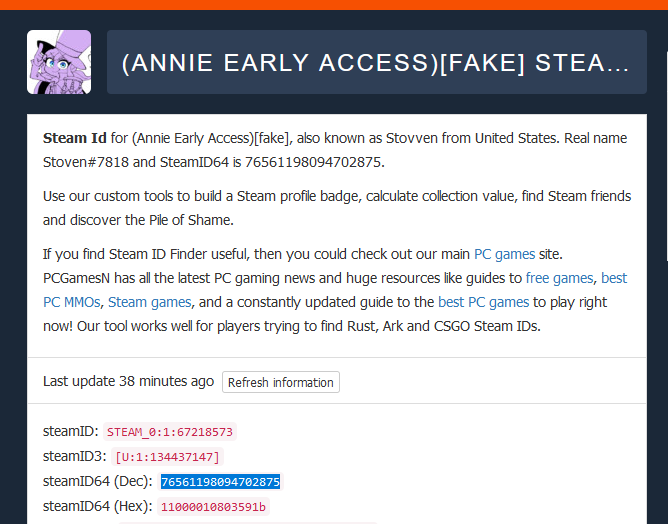 (ANNIE EARLY ACCESS)[FAKE] STEA...
Steam Id for (Annie Early Access)[fake], also known as Stovven from United States. Real name
Stoven#7818 and SteamID64 is 76561198094702875.
Use our custom tools to build a Steam profile badge, calculate collection value, find Steam friends
and discover the Pile of Shame.
If you find Steam ID Finder useful, then you could check out our main PC games site.
PCGamesN has all the latest PC gaming news and huge resources like guides to free games, best
PC MMOs, Steam games, and a constantly updated guide to the best PC games to play right
now! Our tool works well for players trying to find Rust, Ark and CSGO Steam IDs.
Last update 38 minutes ago Refresh information
steamID: STEAM_0:1:67218573
steamID3: [U:1:134437147]
steamID64 (Dec): 76561198094702875
steamID64 (Hex): 11000010803591b